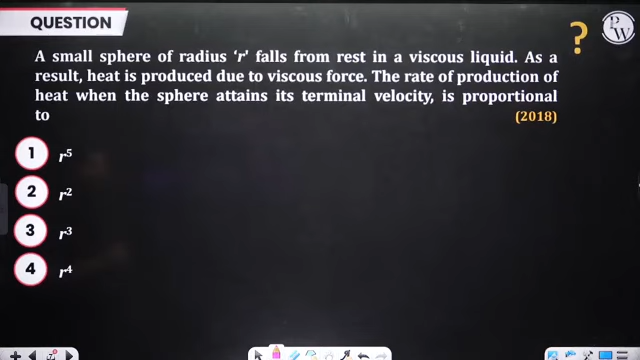 QUESTION
?
PW
A small sphere of radius 'r' falls from rest in a viscous liquid. As a
result, heat is produced due to viscous force. The rate of production of
heat when the sphere attains its terminal velocity, is proportional
to (2018)
1 r⁵
2 r²
3 r³
4 r⁴